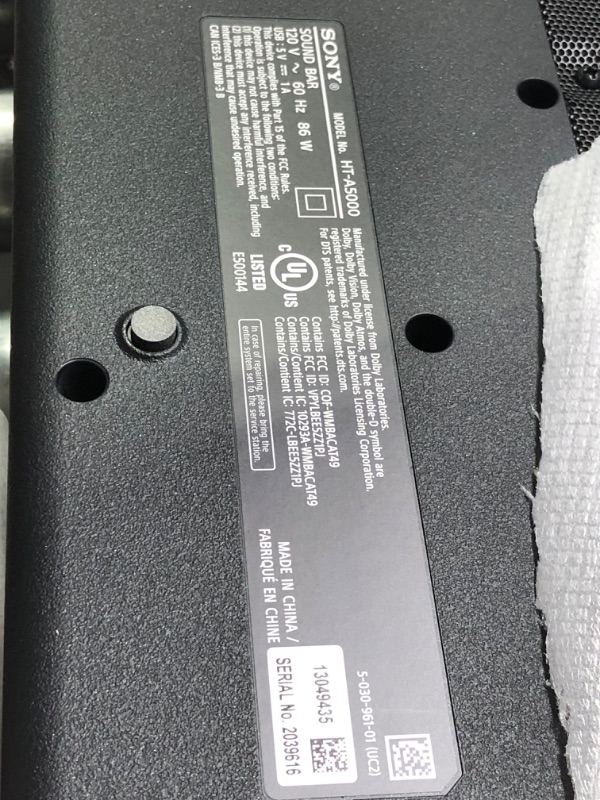 SONY® MODEL No. HT-A5000
SOUND BAR
120 V ~ 60 Hz 86 W
USB : 5 V ⎓ 1A
This device complies with Part 15 of the FCC Rules.
Operation is subject to the following two conditions:
(1) this device may not cause harmful interference, and
(2) this device must accept any interference received, including
interference that may cause undesired operation.
CAN ICES-3 B/NMB-3 B
Manufactured under license from Dolby Laboratories.
Dolby, Dolby Vision, Dolby Atmos, and the double-D symbol are
registered trademarks of Dolby Laboratories Licensing Corporation.
For DTS patents, see http://patents.dts.com.
C UL US
LISTED
E500144
Contains FCC ID: COF-WMBACAT49
Contains FCC ID: VPYLBEE5ZZ1PJ
Contains/Contient IC: 10293A-WMBACAT49
Contains/Contient IC: 772C-LBEE5ZZ1PJ
In case of repairing, please bring the
entire system set to the service station.
MADE IN CHINA /
FABRIQUÉ EN CHINE
5-030-961-01 (UC2)
13049435
SERIAL No. 2039616